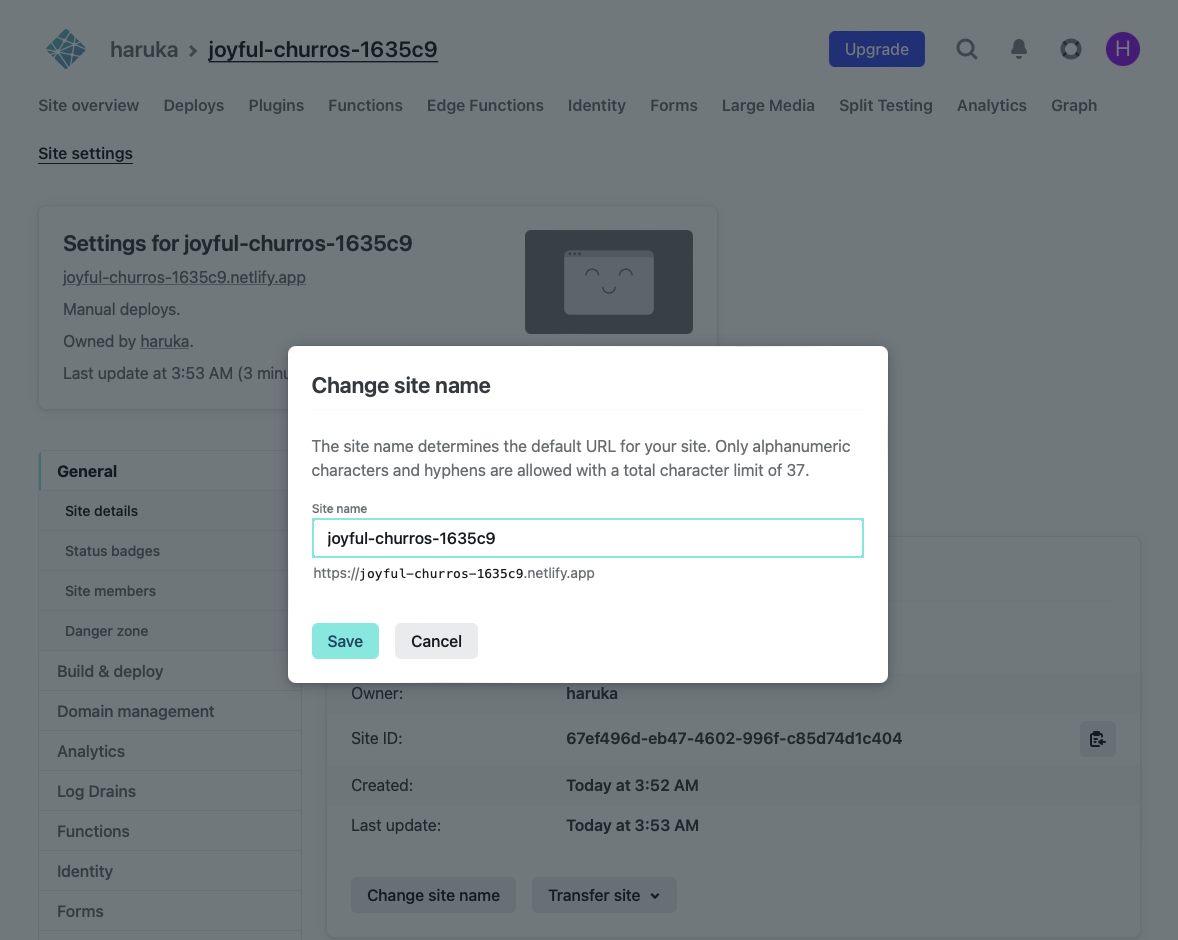 haruka > joyful-churros-1635c9
Upgrade
H
Site overview Deploys Plugins Functions Edge Functions Identity Forms Large Media Split Testing Analytics Graph
Site settings
Settings for joyful-churros-1635c9
joyful-churros-1635c9.netlify.app
Manual deploys.
Owned by haruka.
Last update at 3:53 AM (3 minu
Change site name
The site name determines the default URL for your site. Only alphanumeric
characters and hyphens are allowed with a total character limit of 37.
Site name
joyful-churros-1635c9
https://joyful-churros-1635c9.netlify.app
Save Cancel
General
Site details
Status badges
Site members
Danger zone
Build & deploy
Domain management
Analytics
Log Drains
Functions
Identity
Forms
Owner: haruka
Site ID: 67ef496d-eb47-4602-996f-c85d74d1c404
Created: Today at 3:52 AM
Last update: Today at 3:53 AM
Change site name Transfer site